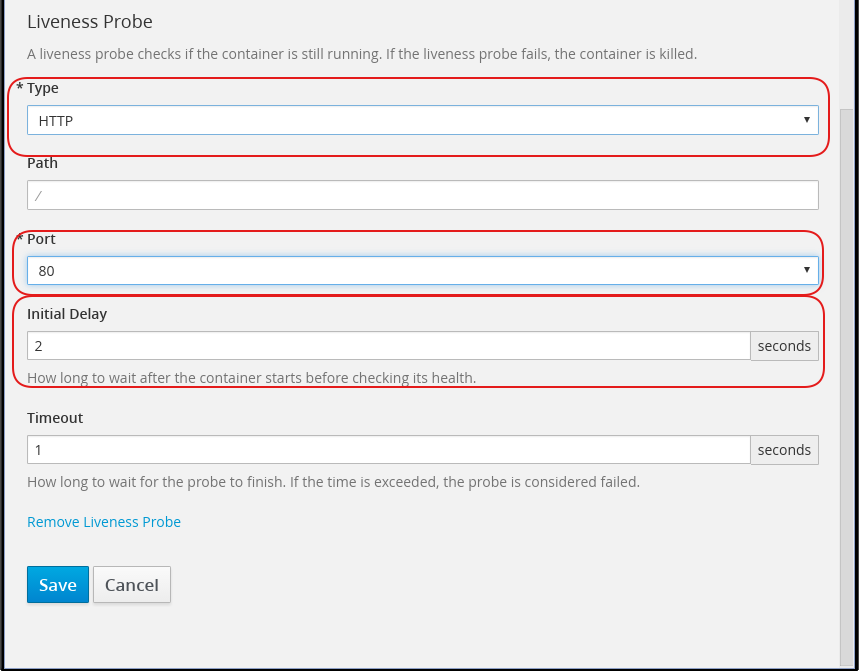 Liveness Probe
A liveness probe checks if the container is still running. If the liveness probe fails, the container is killed.
* Type
HTTP
Path
/
* Port
80
Initial Delay
2 seconds
How long to wait after the container starts before checking its health.
Timeout
1 seconds
How long to wait for the probe to finish. If the time is exceeded, the probe is considered failed.
Remove Liveness Probe
Save Cancel